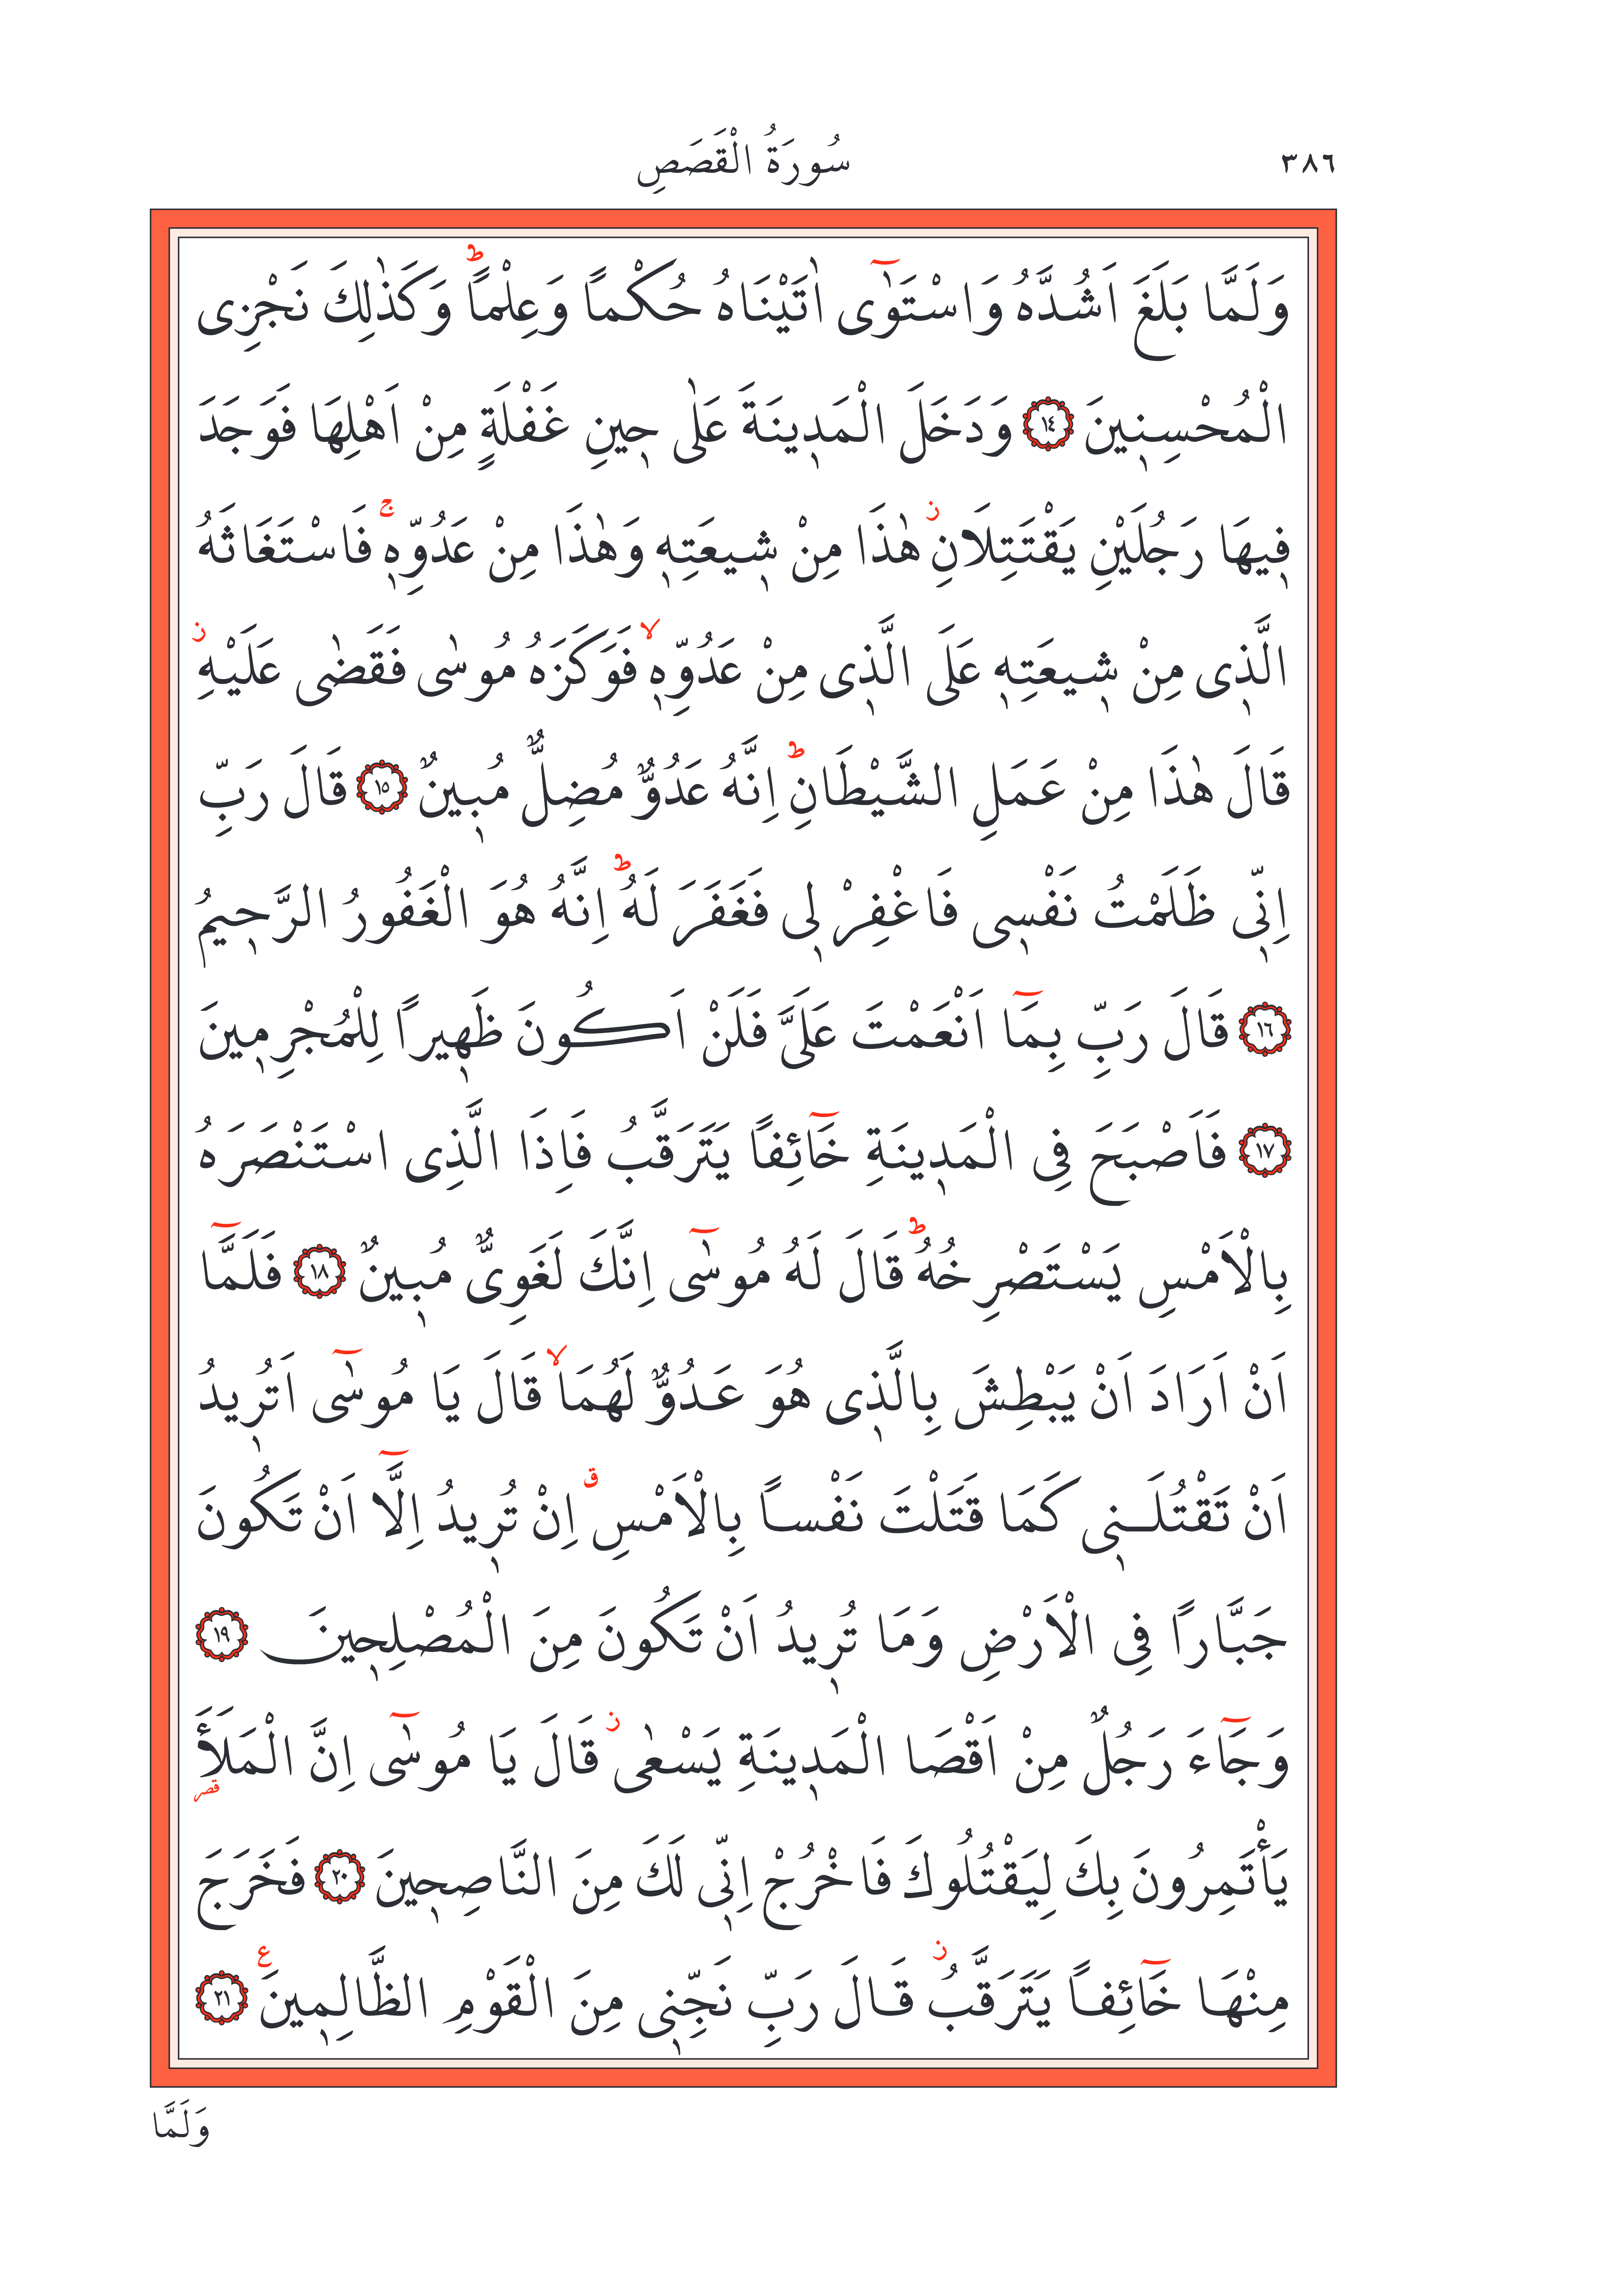 ٣٨٦
سُورَةُ الْقَصَصِ
وَلَمَّا بَلَغَ اَشُدَّهُ وَاسْتَوٰٓى اٰتَيْنَاهُ حُكْماً وَعِلْماًۜ وَكَذٰلِكَ نَجْزِى
الْمُحْسِنٖينَ ﴿١٤﴾ وَدَخَلَ الْمَدٖينَةَ عَلٰى حٖينِ غَفْلَةٍ مِنْ اَهْلِهَا فَوَجَدَ
فٖيهَا رَجُلَيْنِ يَقْتَتِلَانِؗ هٰذَا مِنْ شٖيعَتِهٖ وَهٰذَا مِنْ عَدُوِّهٖۚ فَاسْتَغَاثَهُ
الَّذٖى مِنْ شٖيعَتِهٖ عَلَى الَّذٖى مِنْ عَدُوِّهٖۙ فَوَكَزَهُ مُوسٰى فَقَضٰى عَلَيْهِؗ
قَالَ هٰذَا مِنْ عَمَلِ الشَّيْطَانِۜ اِنَّهُ عَدُوٌّ مُضِلٌّ مُبٖينٌ ﴿١٥﴾ قَالَ رَبِّ
اِنّٖى ظَلَمْتُ نَفْسٖى فَاغْفِرْ لٖى فَغَفَرَ لَهُۜ اِنَّهُ هُوَ الْغَفُورُ الرَّحٖيمُ
﴿١٦﴾ قَالَ رَبِّ بِمَٓا اَنْعَمْتَ عَلَىَّ فَلَنْ اَكُونَ ظَهٖيراً لِلْمُجْرِمٖينَ
﴿١٧﴾ فَاَصْبَحَ فِى الْمَدٖينَةِ خَٓائِفاً يَتَرَقَّبُ فَاِذَا الَّذِى اسْتَنْصَرَهُ
بِالْاَمْسِ يَسْتَصْرِخُهُۜ قَالَ لَهُ مُوسٰٓى اِنَّكَ لَغَوِىٌّ مُبٖينٌ ﴿١٨﴾ فَلَمَّٓا
اَنْ اَرَادَ اَنْ يَبْطِشَ بِالَّذٖى هُوَ عَدُوٌّ لَهُمَاۙ قَالَ يَا مُوسٰٓى اَتُرٖيدُ
اَنْ تَقْتُلَنٖى كَمَا قَتَلْتَ نَفْساً بِالْاَمْسِࣗ اِنْ تُرٖيدُ اِلَّٓا اَنْ تَكُونَ
جَبَّاراً فِى الْاَرْضِ وَمَا تُرٖيدُ اَنْ تَكُونَ مِنَ الْمُصْلِحٖينَ ﴿١٩﴾
وَجَٓاءَ رَجُلٌ مِنْ اَقْصَا الْمَدٖينَةِ يَسْعٰىؗ قَالَ يَا مُوسٰٓى اِنَّ الْمَلَأَ قصر
يَأْتَمِرُونَ بِكَ لِيَقْتُلُوكَ فَاخْرُجْ اِنّٖى لَكَ مِنَ النَّاصِحٖينَ ﴿٢٠﴾ فَخَرَجَ
مِنْهَا خَٓائِفاً يَتَرَقَّبُؗ قَالَ رَبِّ نَجِّنٖى مِنَ الْقَوْمِ الظَّالِمٖينَ ع ﴿٢١﴾
وَلَمَّا